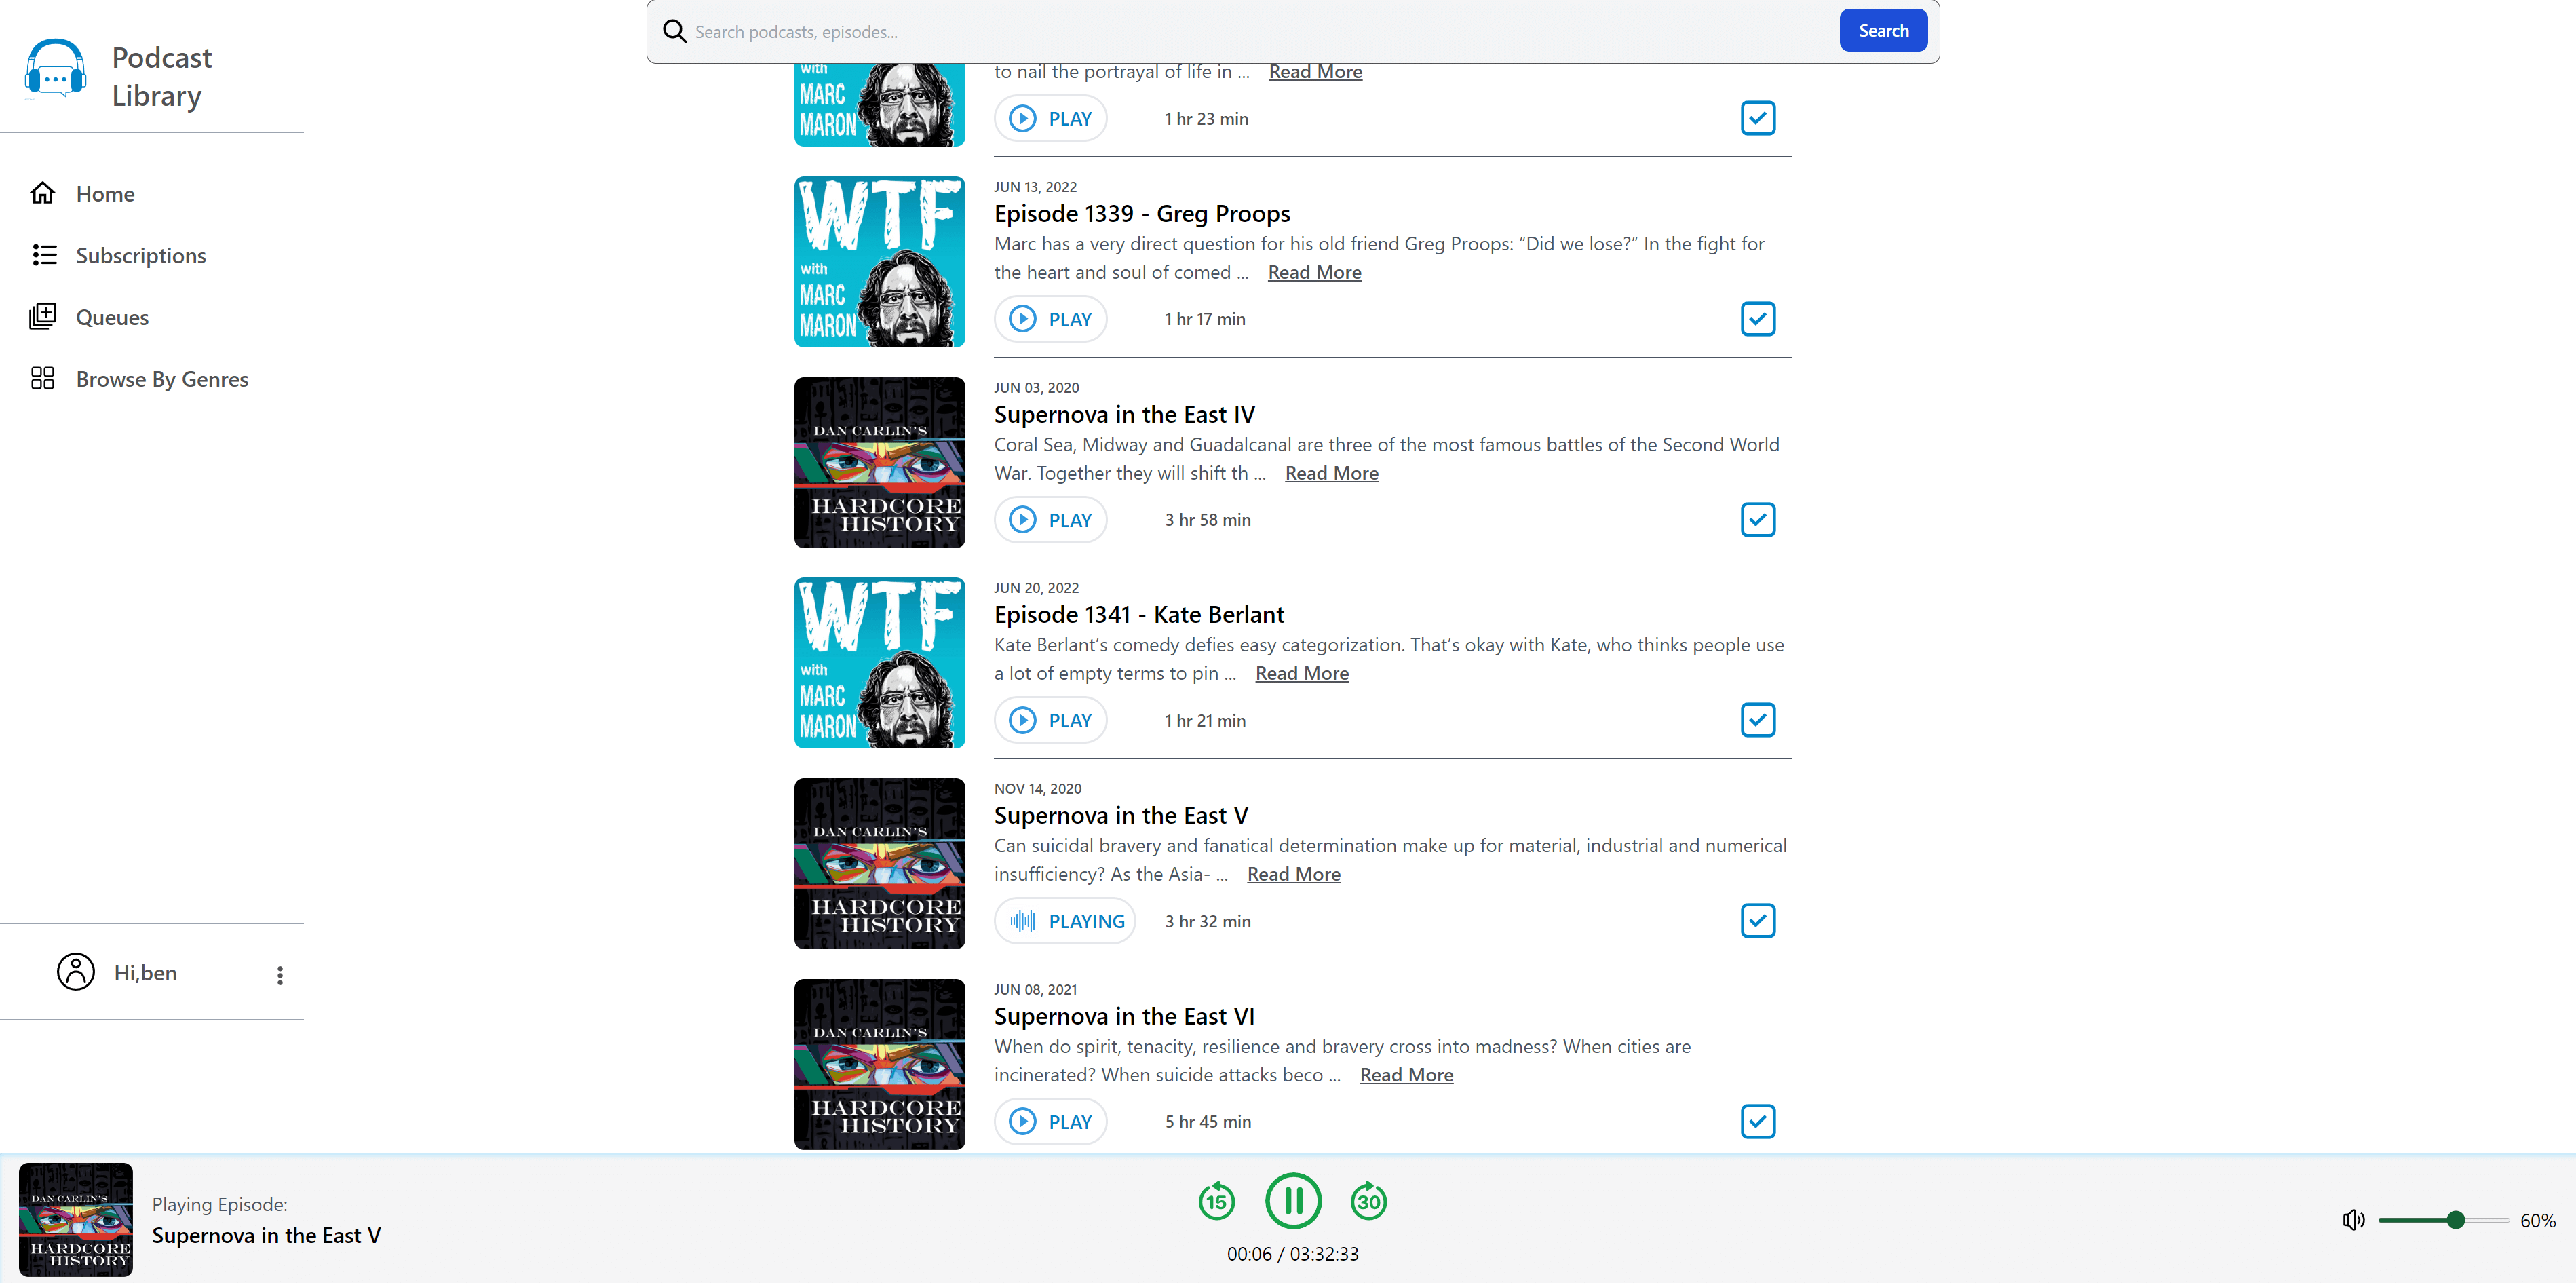 Podcast
Library
Home
Subscriptions
Queues
Browse By Genres
Hi,ben
Search podcasts, episodes...
Search
with
MARC
MARON
to nail the portrayal of life in ... Read More
PLAY
1 hr 23 min
WTF
with
MARC
MARON
JUN 13, 2022
Episode 1339 - Greg Proops
Marc has a very direct question for his old friend Greg Proops: “Did we lose?” In the fight for
the heart and soul of comed ... Read More
PLAY
1 hr 17 min
DAN CARLIN'S
HARDCORE
HISTORY
JUN 03, 2020
Supernova in the East IV
Coral Sea, Midway and Guadalcanal are three of the most famous battles of the Second World
War. Together they will shift th ... Read More
PLAY
3 hr 58 min
WTF
with
MARC
MARON
JUN 20, 2022
Episode 1341 - Kate Berlant
Kate Berlant’s comedy defies easy categorization. That’s okay with Kate, who thinks people use
a lot of empty terms to pin ... Read More
PLAY
1 hr 21 min
DAN CARLIN'S
HARDCORE
HISTORY
NOV 14, 2020
Supernova in the East V
Can suicidal bravery and fanatical determination make up for material, industrial and numerical
insufficiency? As the Asia- ... Read More
PLAYING
3 hr 32 min
DAN CARLIN'S
HARDCORE
HISTORY
JUN 08, 2021
Supernova in the East VI
When do spirit, tenacity, resilience and bravery cross into madness? When cities are
incinerated? When suicide attacks beco ... Read More
PLAY
5 hr 45 min
DAN CARLIN'S
HARDCORE
HISTORY
Playing Episode:
Supernova in the East V
15
30
00:06 / 03:32:33
60%